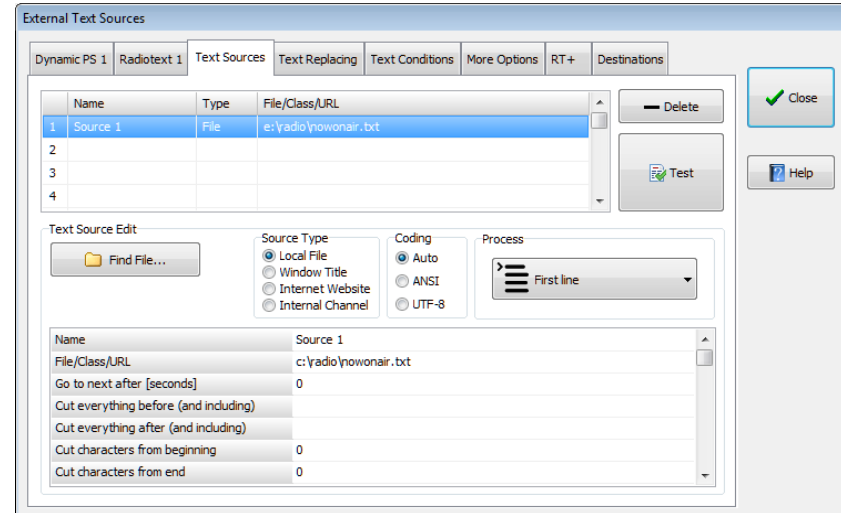 External Text Sources
Dynamic PS 1 Radiotext 1 Text Sources Text Replacing Text Conditions More Options RT+ Destinations
Name Type File/Class/URL
1 Source 1 File e:\radio\nowonair.txt
2
3
4
Delete
Test
Close
Help
Text Source Edit
Find File...
Source Type
Local File
Window Title
Internet Website
Internal Channel
Coding
Auto
ANSI
UTF-8
Process
First line
Name Source 1
File/Class/URL c:\radio\nowonair.txt
Go to next after [seconds] 0
Cut everything before (and including)
Cut everything after (and including)
Cut characters from beginning 0
Cut characters from end 0